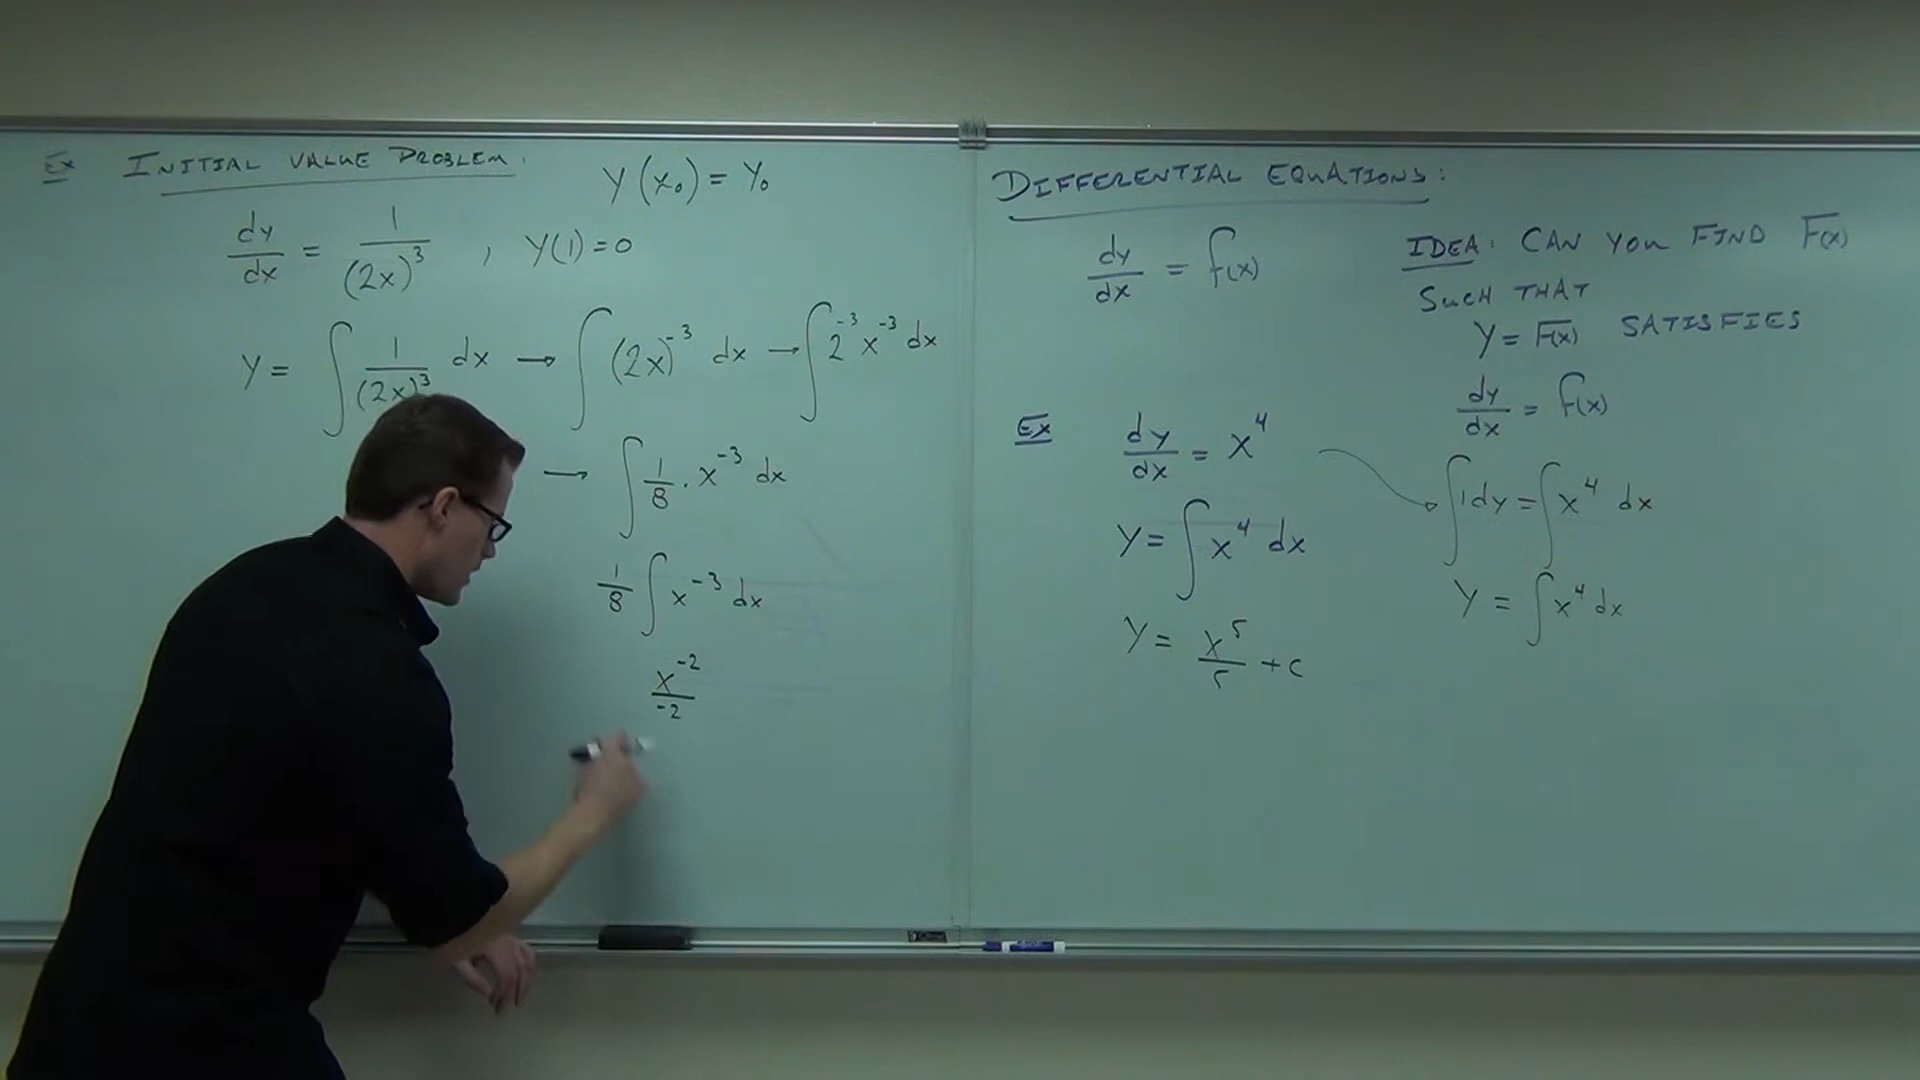 Ex INITIAL VALUE PROBLEM. Y(x₀) = Y₀
dy/dx = 1/(2x)³ , Y(1) = 0
Y = ∫ 1/(2x)³ dx → ∫ (2x)⁻³ dx → ∫ 2⁻³ x⁻³ dx
→ ∫ 1/8 · x⁻³ dx
1/8 ∫ x⁻³ dx
x⁻²/-2
DIFFERENTIAL EQUATIONS:
dy/dx = f(x)
IDEA: CAN YOU FIND F(x)
SUCH THAT
Y = F(x) SATISFIES
dy/dx = f(x)
Ex dy/dx = x⁴
Y = ∫ x⁴ dx
Y = x⁵/5 + c
∫ 1dy = ∫ x⁴ dx
Y = ∫ x⁴ dx